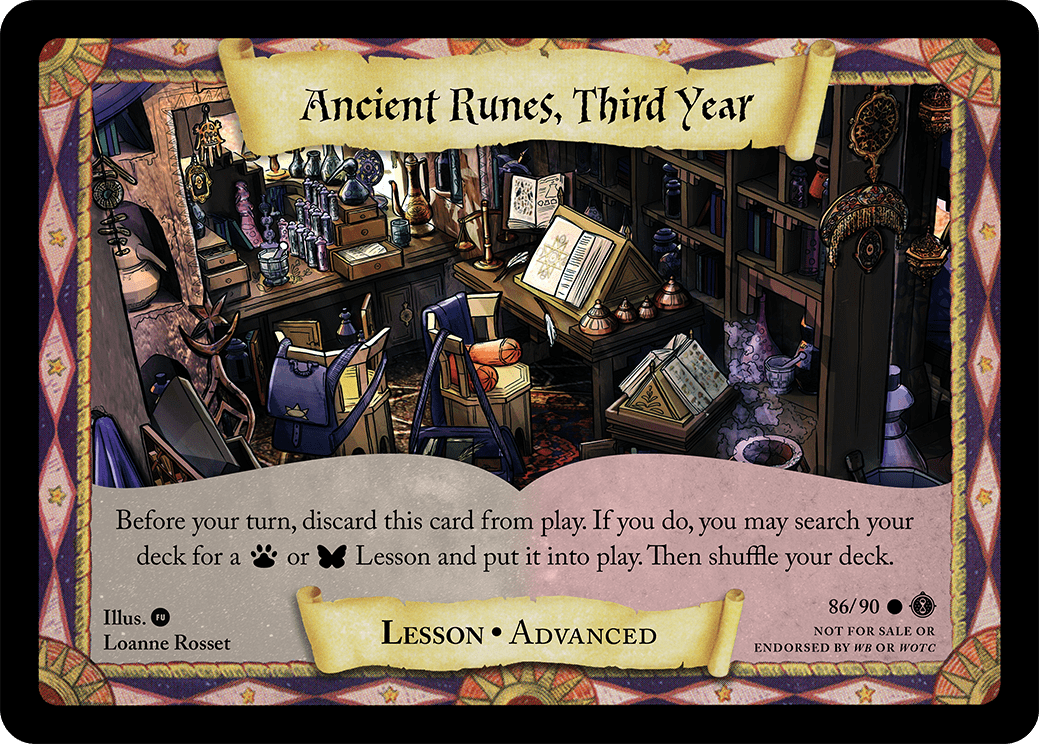 Ancient Runes, Third Year
Before your turn, discard this card from play. If you do, you may search your
deck for a or Lesson and put it into play. Then shuffle your deck.
Illus. FU
Loanne Rosset
Lesson • Advanced
86/90
NOT FOR SALE OR
ENDORSED BY WB OR WOTC